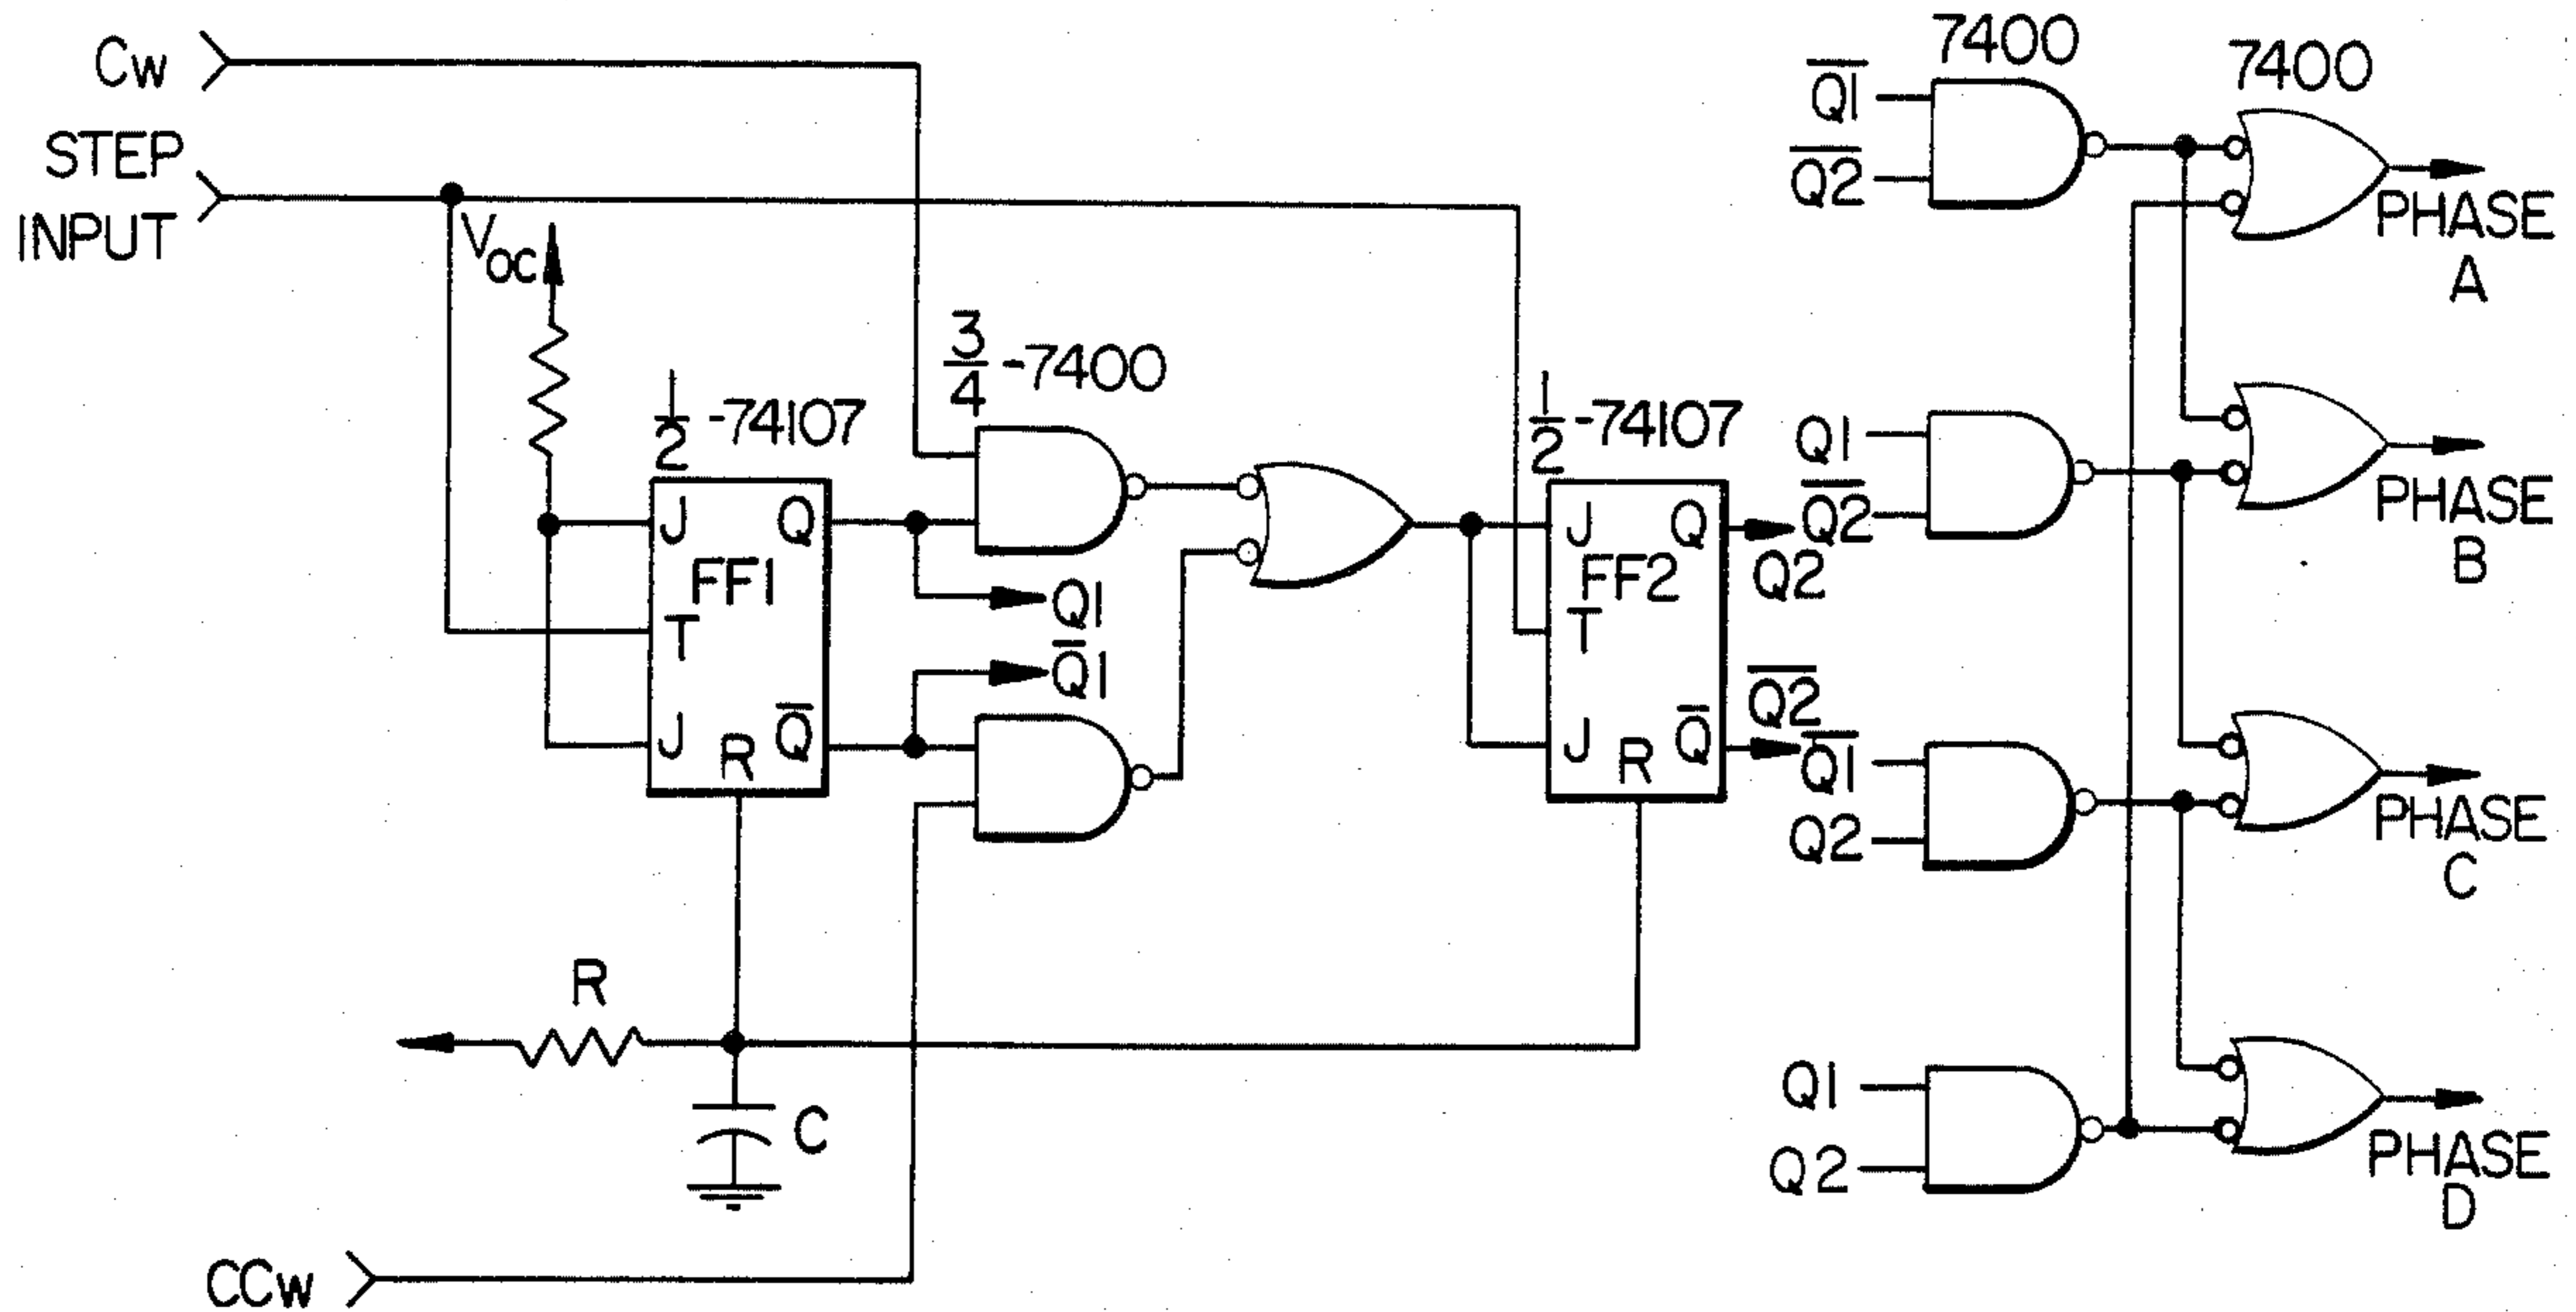 CW
STEP
INPUT
VOC
1/2 -74107
J
Q
FF1
T
J
R
Q̅
3/4 -7400
Q1
Q̅1
1/2 -74107
J
Q
FF2
T
J
R
Q̅
Q2
Q̅2̅
R
C
CCW
7400
7400
Q̅1̅
Q̅2̅
PHASE
A
Q1
Q̅2̅
PHASE
B
Q̅1̅
Q2
PHASE
C
Q1
Q2
PHASE
D